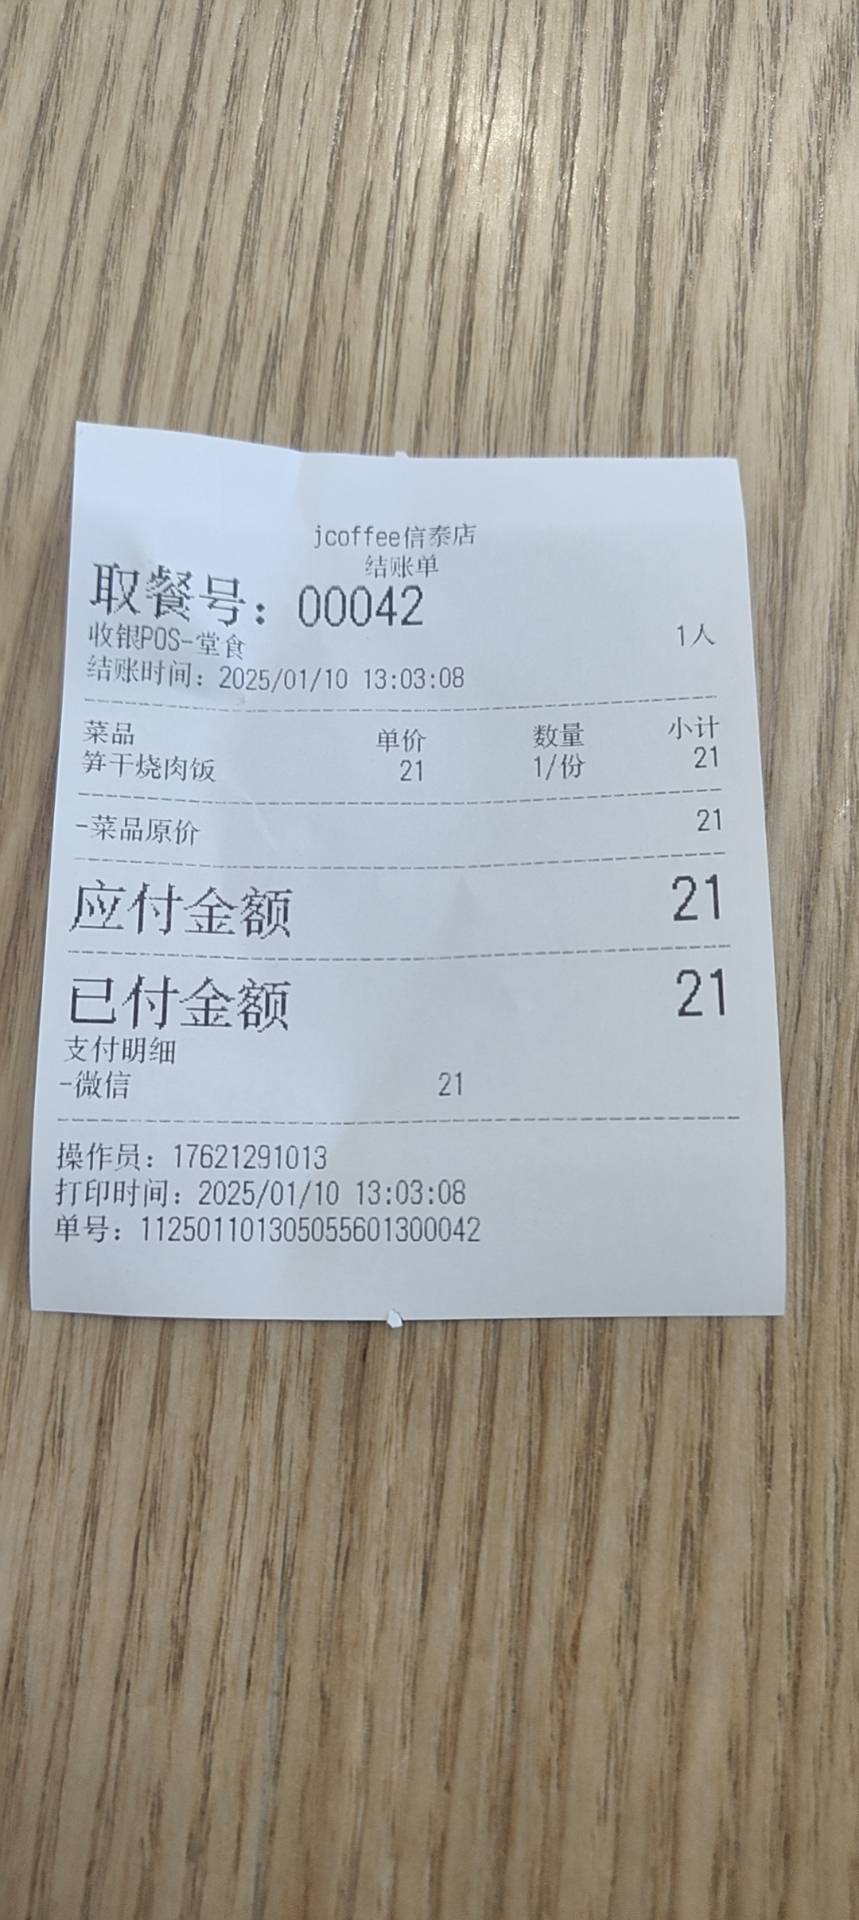 jcoffee信泰店
结账单
取餐号：00042
收银POS-堂食 1人
结账时间：2025/01/10 13:03:08
菜品 单价 数量 小计
笋干烧肉饭 21 1/份 21
-菜品原价 21
应付金额 21
已付金额 21
支付明细
-微信 21
操作员：17621291013
打印时间：2025/01/10 13:03:08
单号：112501101305055601300042